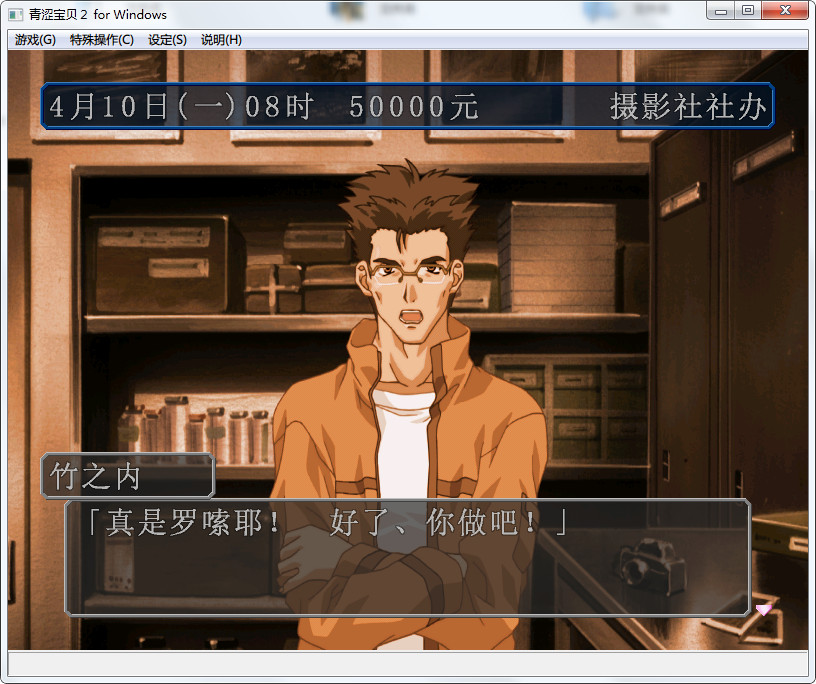 青涩宝贝２ for Windows
游戏(G) 特殊操作(C) 设定(S) 说明(H)
4月10日(一)08时　50000元　摄影社社办
竹之内
「真是罗嗦耶！　好了、你做吧！」